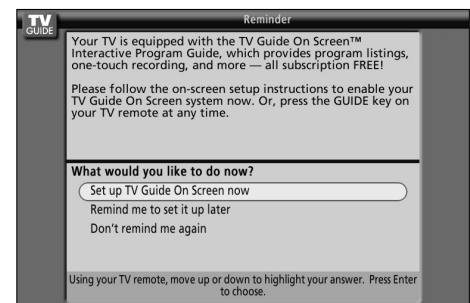 TV
GUIDE
Reminder
Your TV is equipped with the TV Guide On Screen™
Interactive Program Guide, which provides program listings,
one-touch recording, and more — all subscription FREE!
Please follow the on-screen setup instructions to enable your
TV Guide On Screen system now. Or, press the GUIDE key on
your TV remote at any time.
What would you like to do now?
Set up TV Guide On Screen now
Remind me to set it up later
Don't remind me again
Using your TV remote, move up or down to highlight your answer. Press Enter
to choose.